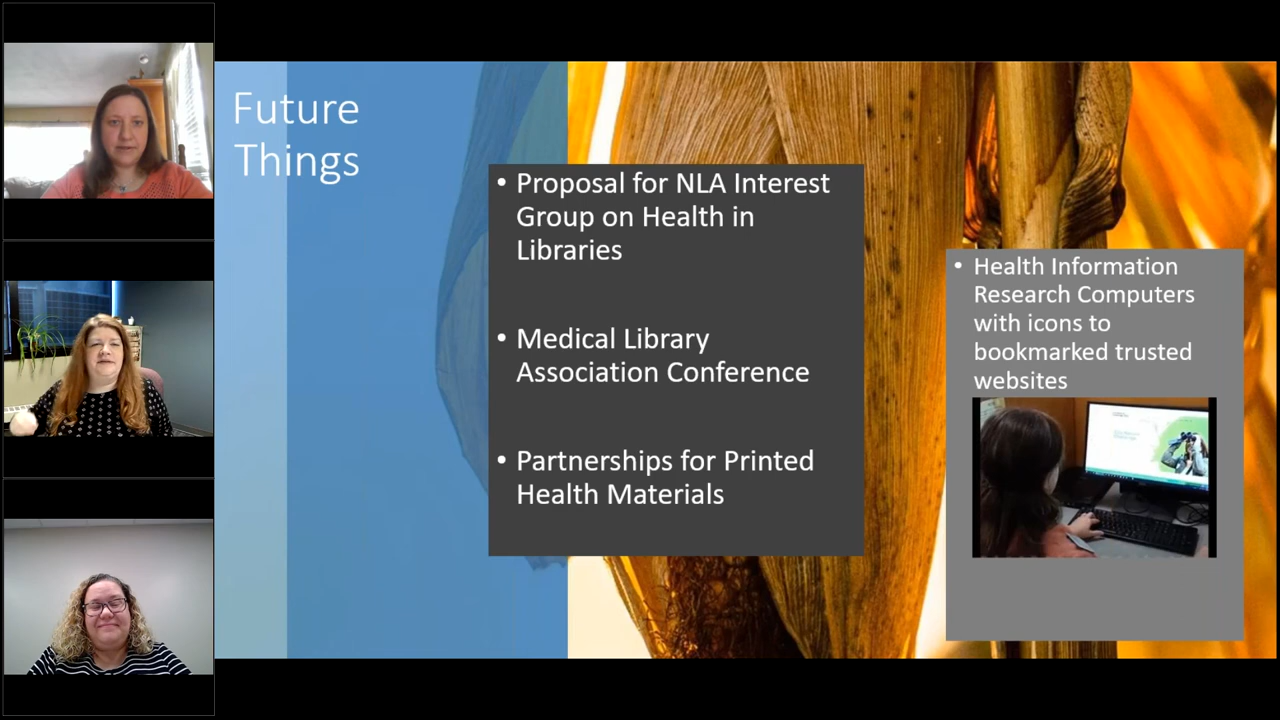 Future
Things
• Proposal for NLA Interest
Group on Health in
Libraries
• Medical Library
Association Conference
• Partnerships for Printed
Health Materials
• Health Information
Research Computers
with icons to
bookmarked trusted
websites